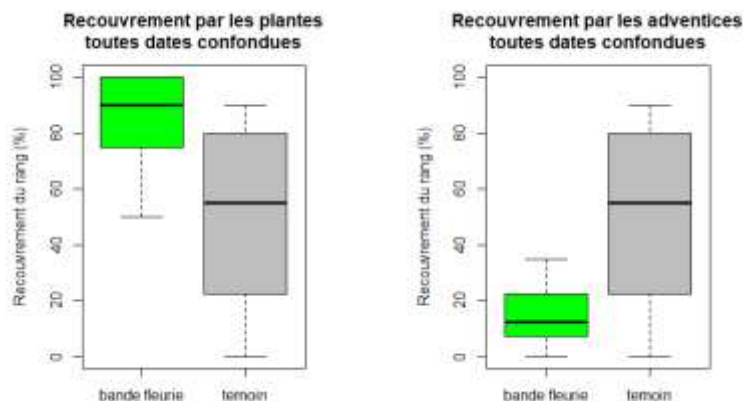 Recouvrement par les plantes
toutes dates confondues
Recouvrement du rang (%)
100
80
60
40
20
0
bande fleurie
temoin
Recouvrement par les adventices
toutes dates confondues
Recouvrement du rang (%)
100
80
60
40
20
0
bande fleurie
temoin